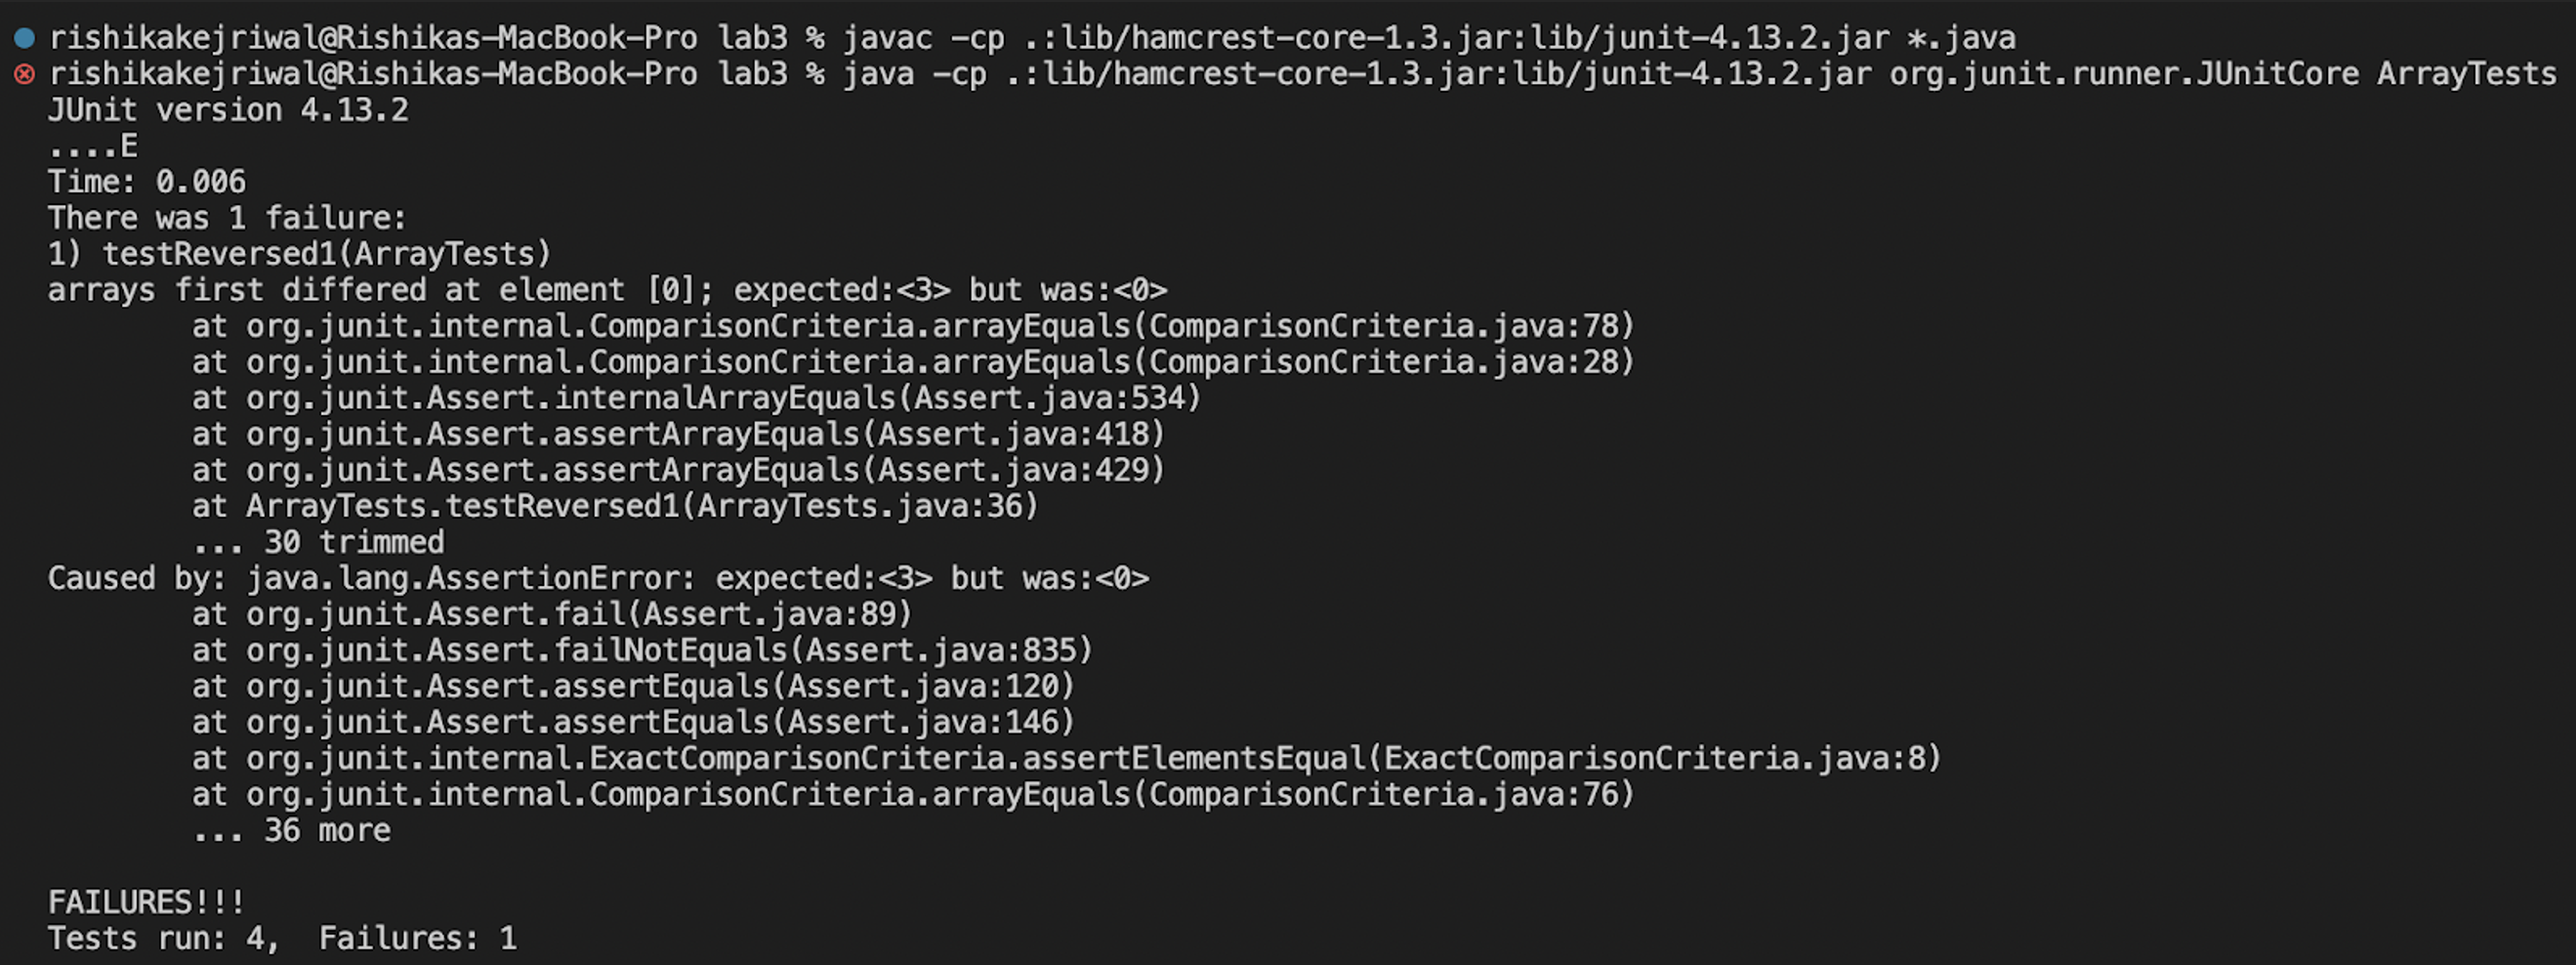 rishikakejriwal@Rishikas-MacBook-Pro lab3 % javac -cp .:lib/hamcrest-core-1.3.jar:lib/junit-4.13.2.jar *.java
rishikakejriwal@Rishikas-MacBook-Pro lab3 % java -cp .:lib/hamcrest-core-1.3.jar:lib/junit-4.13.2.jar org.junit.runner.JUnitCore ArrayTests
JUnit version 4.13.2
....E
Time: 0.006
There was 1 failure:
1) testReversed1(ArrayTests)
arrays first differed at element [0]; expected:<3> but was:<0>
        at org.junit.internal.ComparisonCriteria.arrayEquals(ComparisonCriteria.java:78)
        at org.junit.internal.ComparisonCriteria.arrayEquals(ComparisonCriteria.java:28)
        at org.junit.Assert.internalArrayEquals(Assert.java:534)
        at org.junit.Assert.assertArrayEquals(Assert.java:418)
        at org.junit.Assert.assertArrayEquals(Assert.java:429)
        at ArrayTests.testReversed1(ArrayTests.java:36)
        ... 30 trimmed
Caused by: java.lang.AssertionError: expected:<3> but was:<0>
        at org.junit.Assert.fail(Assert.java:89)
        at org.junit.Assert.failNotEquals(Assert.java:835)
        at org.junit.Assert.assertEquals(Assert.java:120)
        at org.junit.Assert.assertEquals(Assert.java:146)
        at org.junit.internal.ExactComparisonCriteria.assertElementsEqual(ExactComparisonCriteria.java:8)
        at org.junit.internal.ComparisonCriteria.arrayEquals(ComparisonCriteria.java:76)
        ... 36 more

FAILURES!!!
Tests run: 4,  Failures: 1